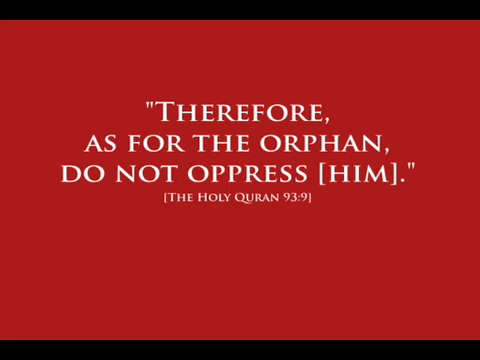 "Therefore,
as for the orphan,
do not oppress [him]."
[The Holy Quran 93:9]